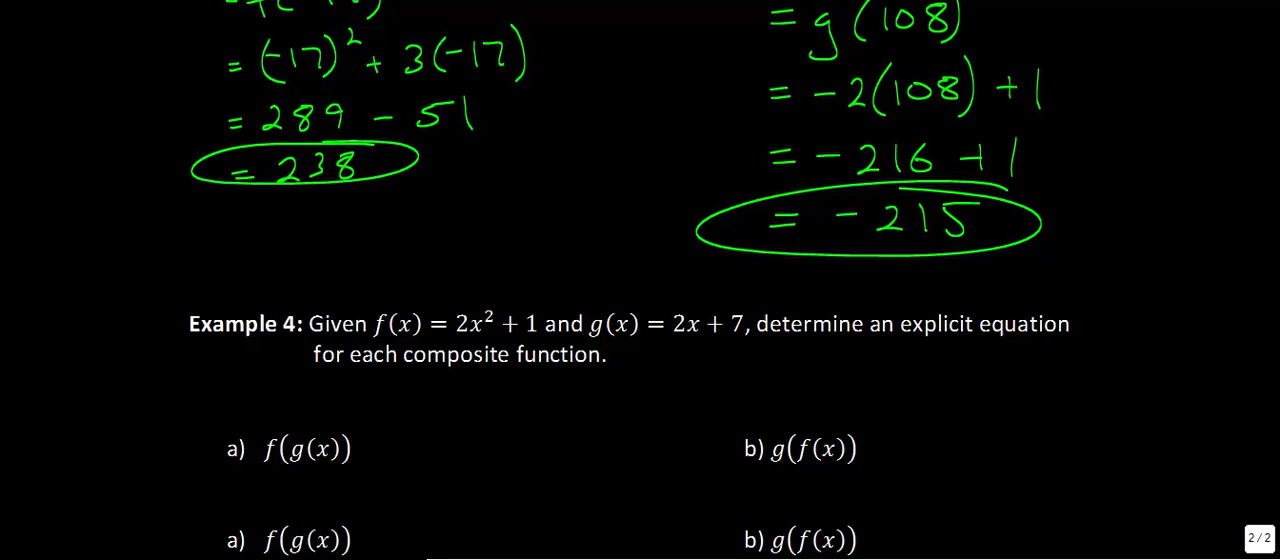 = (-17)² + 3(-17)
= 289 - 51
= 238
= g(108)
= -2(108) + 1
= -216 + 1
= -215
Example 4: Given f(x) = 2x² + 1 and g(x) = 2x + 7, determine an explicit equation
for each composite function.
a) f(g(x))
b) g(f(x))
a) f(g(x))
b) g(f(x))
2/2